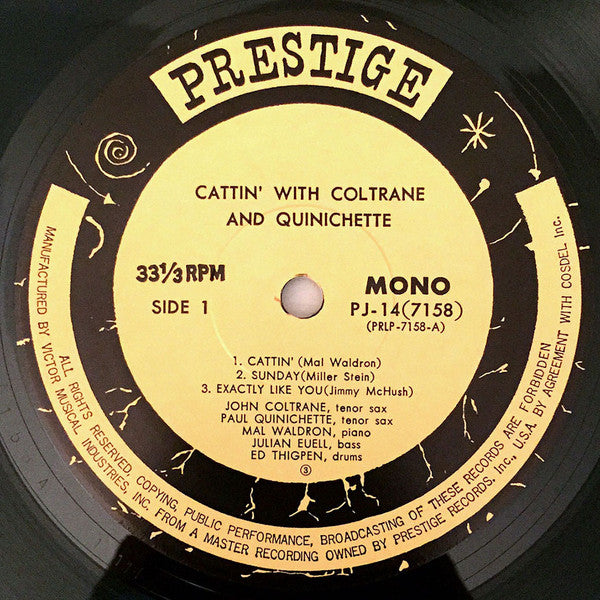 PRESTIGE
CATTIN' WITH COLTRANE
AND QUINICHETTE
33 1/3 RPM
SIDE 1
MONO
PJ-14(7158)
(PRLP-7158-A)
1. CATTIN' (Mal Waldron)
2. SUNDAY(Miller Stein)
3. EXACTLY LIKE YOU(Jimmy McHush)
JOHN COLTRANE, tenor sax
PAUL QUINICHETTE, tenor sax
MAL WALDRON, piano
JULIAN EUELL, bass
ED THIGPEN, drums
③
ALL RIGHTS RESERVED, COPYING, PUBLIC PERFORMANCE, BROADCASTING OF THESE RECORDS ARE FORBIDDEN
MANUFACTURED BY VICTOR MUSICAL INDUSTRIES, INC. FROM A MASTER RECORDING OWNED BY PRESTIGE RECORDS. Inc., U.S.A. BY AGREEMENT WITH COSDEL Inc.